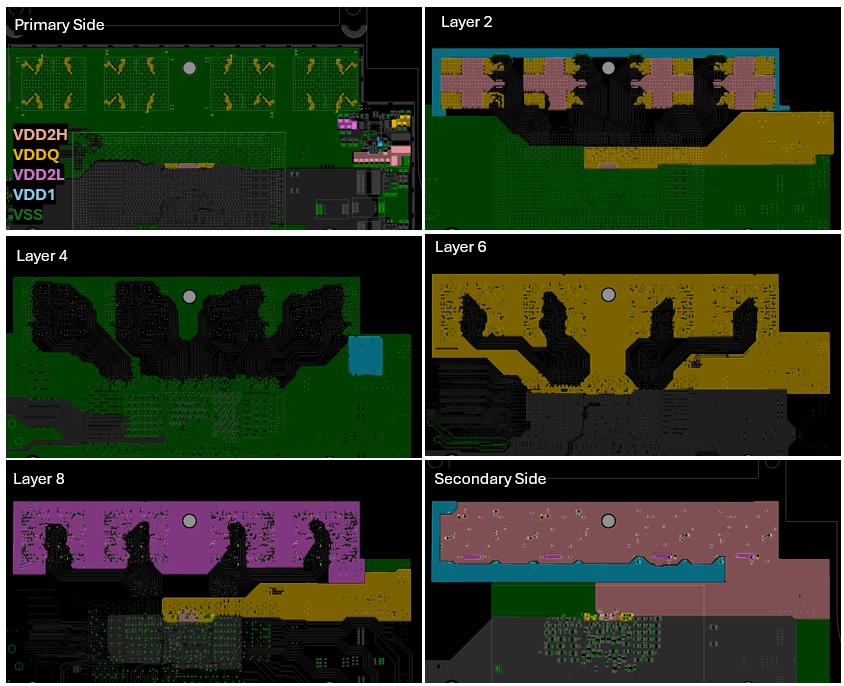 Primary Side
VDD2H
VDDQ
VDD2L
VDD1
VSS
Layer 2
Layer 4
Layer 6
Layer 8
Secondary Side